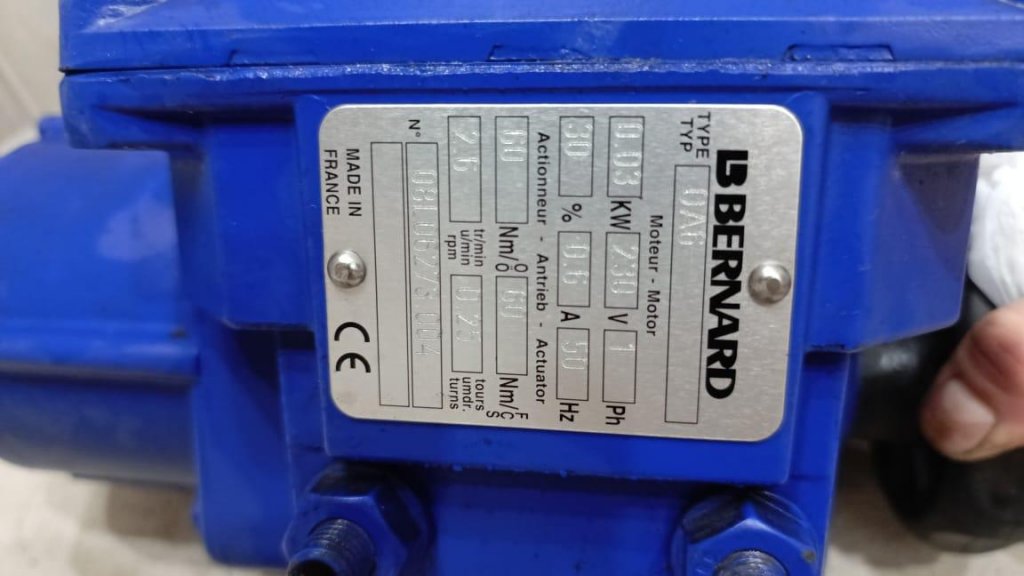 BERNARD
TYPE
TYP OA6
Moteur - Motor
0.03 KW 230 V 1 Ph
30 % 0.6 A 50 Hz
Actionneur - Antrieb - Actuator
60 Nm/O O 60 Nm/F C S
2.6 tr/min u/min rpm 0.25 tours umdr. turns
N° 08L0627/S 004
MADE IN
FRANCE
CE